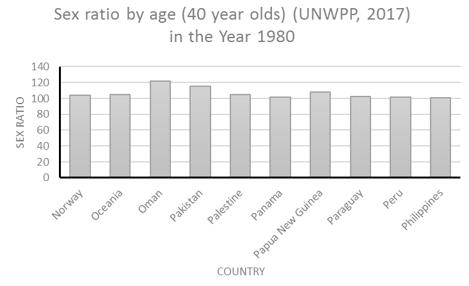 Sex ratio by age (40 year olds) (UNWPP, 2017)
in the Year 1980
140
120
100
80
60
40
20
0
SEX RATIO
Norway
Oceania
Oman
Pakistan
Palestine
Panama
Papua New Guinea
Paraguay
Peru
Philippines
COUNTRY